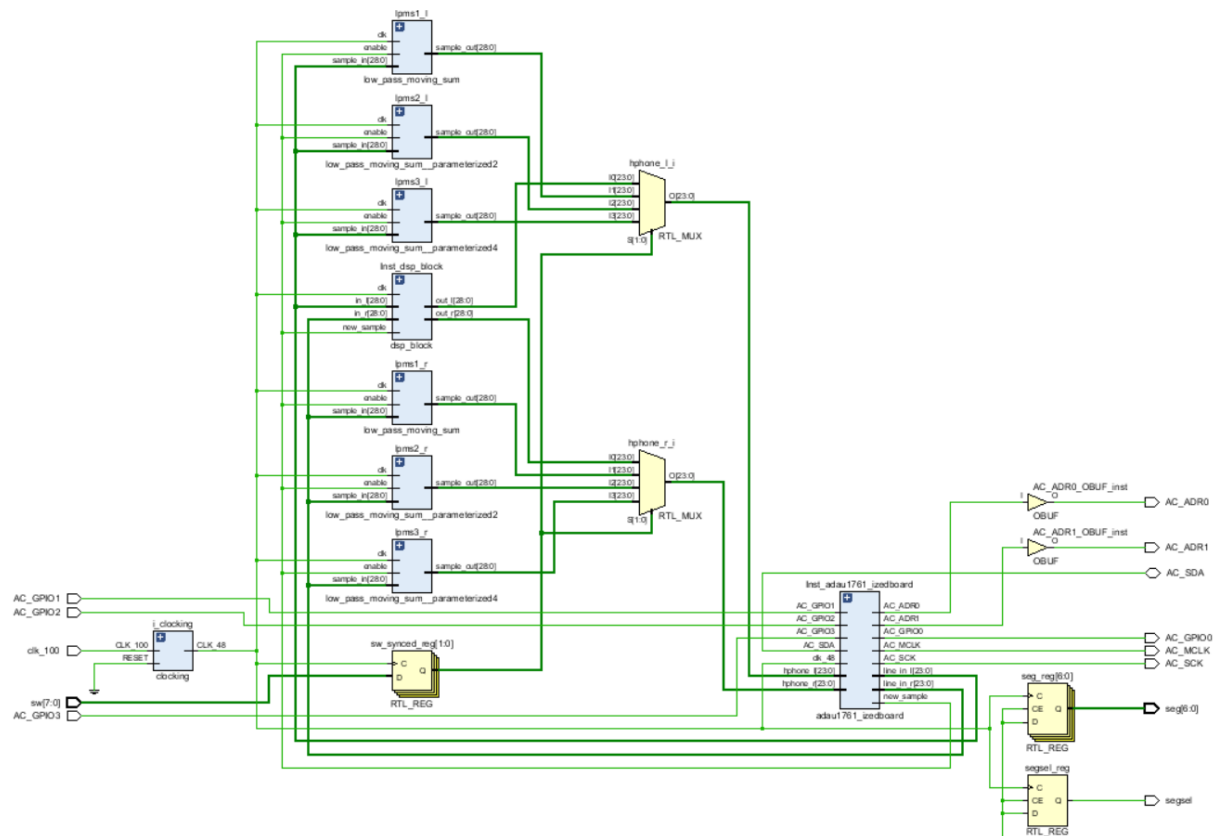 lpms1_l
clk
enable
sample_in[28:0]
sample_out[28:0]
low_pass_moving_sum
lpms2_l
clk
enable
sample_in[28:0]
sample_out[28:0]
low_pass_moving_sum__parameterized2
lpms3_l
clk
enable
sample_in[28:0]
sample_out[28:0]
low_pass_moving_sum__parameterized4
hphone_l_i
I0[23:0]
I1[23:0]
I2[23:0]
I3[23:0]
S[1:0]
O[23:0]
RTL_MUX
Inst_dsp_block
clk
in_l[28:0]
in_r[28:0]
new_sample
out_l[28:0]
out_r[28:0]
dsp_block
lpms1_r
clk
enable
sample_in[28:0]
sample_out[28:0]
low_pass_moving_sum
lpms2_r
clk
enable
sample_in[28:0]
sample_out[28:0]
low_pass_moving_sum__parameterized2
lpms3_r
clk
enable
sample_in[28:0]
sample_out[28:0]
low_pass_moving_sum__parameterized4
hphone_r_i
I0[23:0]
I1[23:0]
I2[23:0]
I3[23:0]
S[1:0]
O[23:0]
RTL_MUX
AC_ADR0_OBUF_inst
I
O
OBUF
AC_ADR0
AC_ADR1_OBUF_inst
I
O
OBUF
AC_ADR1
AC_SDA
AC_GPIO1
AC_GPIO2
i_clocking
clk_100
CLK_100
RESET
CLK_48
clocking
sw[7:0]
AC_GPIO3
sw_synced_reg[1:0]
C
D
Q
RTL_REG
Inst_adau1761_izedboard
AC_GPIO1
AC_GPIO2
AC_GPIO3
AC_SDA
clk_48
hphone_l[23:0]
hphone_r[23:0]
AC_ADR0
AC_ADR1
AC_GPIO0
AC_MCLK
AC_SCK
line_in_l[23:0]
line_in_r[23:0]
new_sample
adau1761_izedboard
AC_GPIO0
AC_MCLK
AC_SCK
seg_reg[6:0]
C
CE
D
Q
RTL_REG
seg[6:0]
segsel_reg
C
CE
D
Q
RTL_REG
segsel